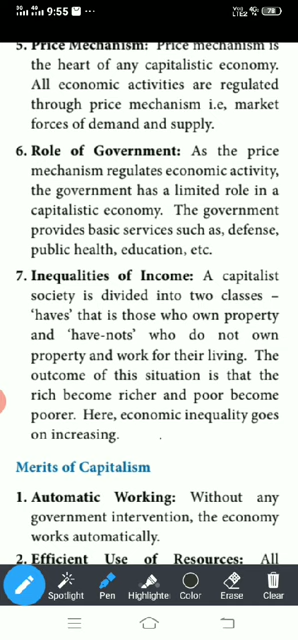 9:55
5. Price Mechanism: Price mechanism is
the heart of any capitalistic economy.
All economic activities are regulated
through price mechanism i.e, market
forces of demand and supply.
6. Role of Government: As the price
mechanism regulates economic activity,
the government has a limited role in a
capitalistic economy. The government
provides basic services such as, defense,
public health, education, etc.
7. Inequalities of Income: A capitalist
society is divided into two classes –
‘haves’ that is those who own property
and ‘have-nots’ who do not own
property and work for their living. The
outcome of this situation is that the
rich become richer and poor become
poorer. Here, economic inequality goes
on increasing.
Merits of Capitalism
1. Automatic Working: Without any
government intervention, the economy
works automatically.
2. Efficient Use of Resources: All
Spotlight Pen Highlighte Color Erase Clear